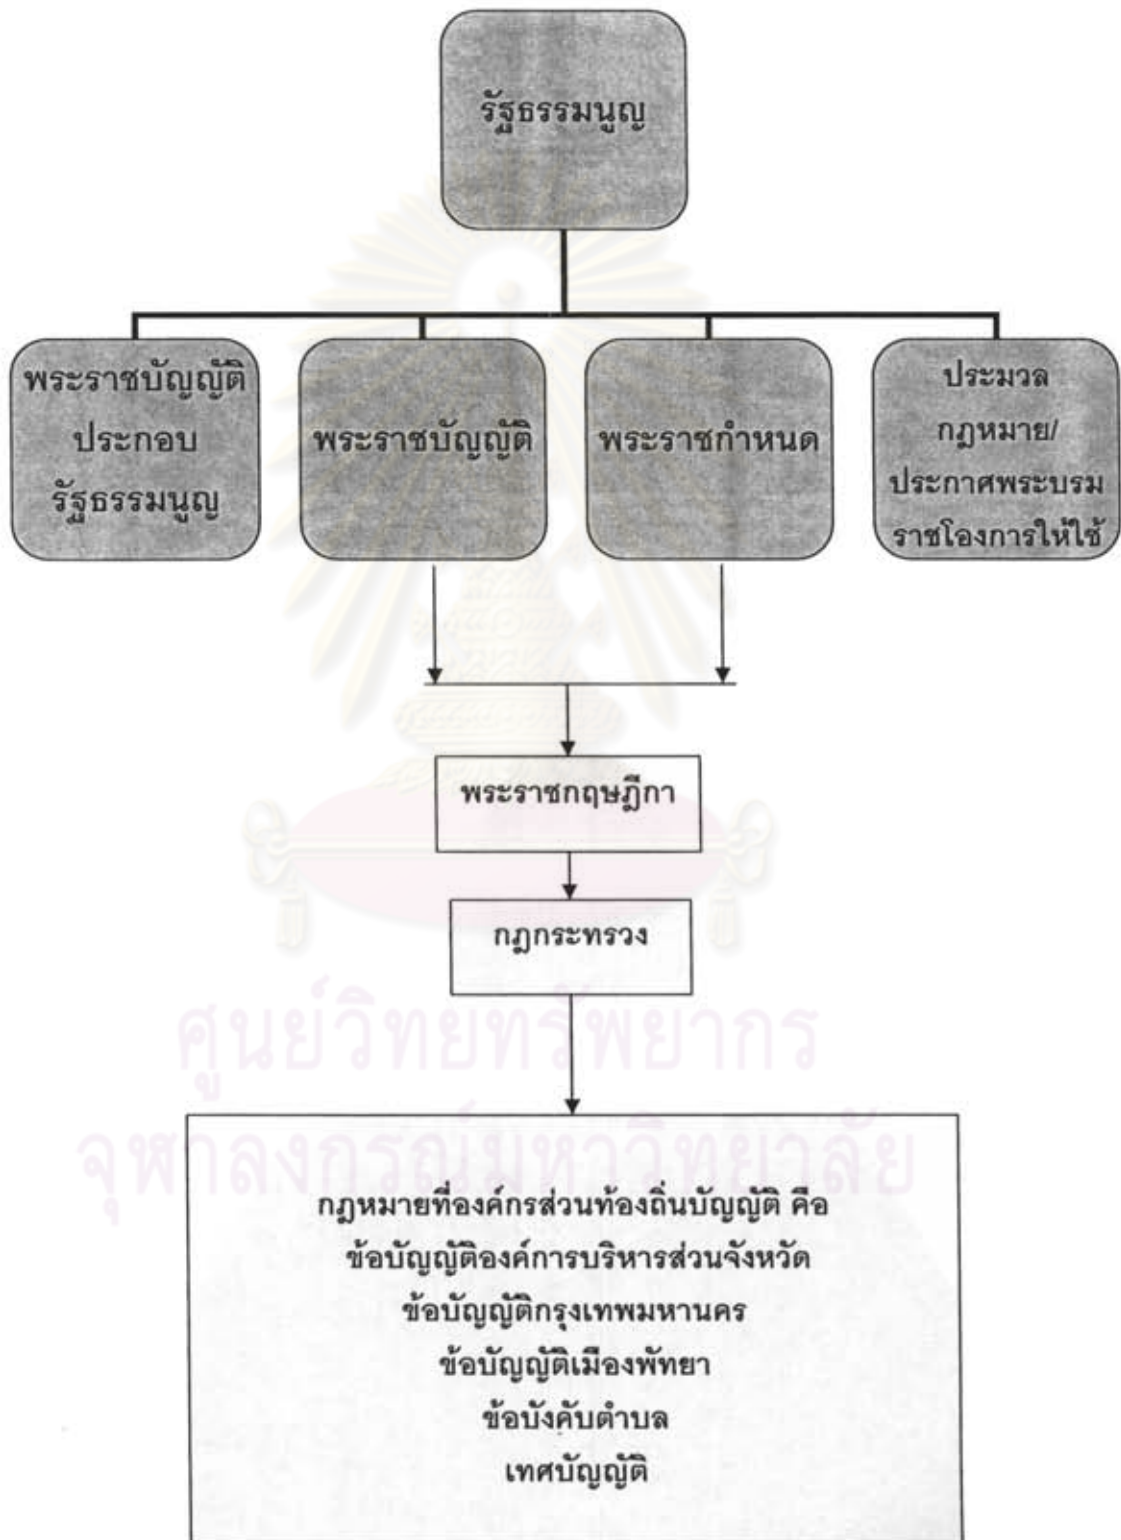 รัฐธรรมนูญ
พระราชบัญญัติ
ประกอบ
รัฐธรรมนูญ
พระราชบัญญัติ
พระราชกำหนด
ประมวล
กฎหมาย/
ประกาศพระบรม
ราชโองการให้ใช้
พระราชกฤษฎีกา
กฎกระทรวง
ศูนย์วิทยทรัพยากร
จุฬาลงกรณ์มหาวิทยาลัย
กฎหมายที่องค์กรส่วนท้องถิ่นบัญญัติ คือ
ข้อบัญญัติองค์การบริหารส่วนจังหวัด
ข้อบัญญัติกรุงเทพมหานคร
ข้อบัญญัติเมืองพัทยา
ข้อบังคับตำบล
เทศบัญญัติ